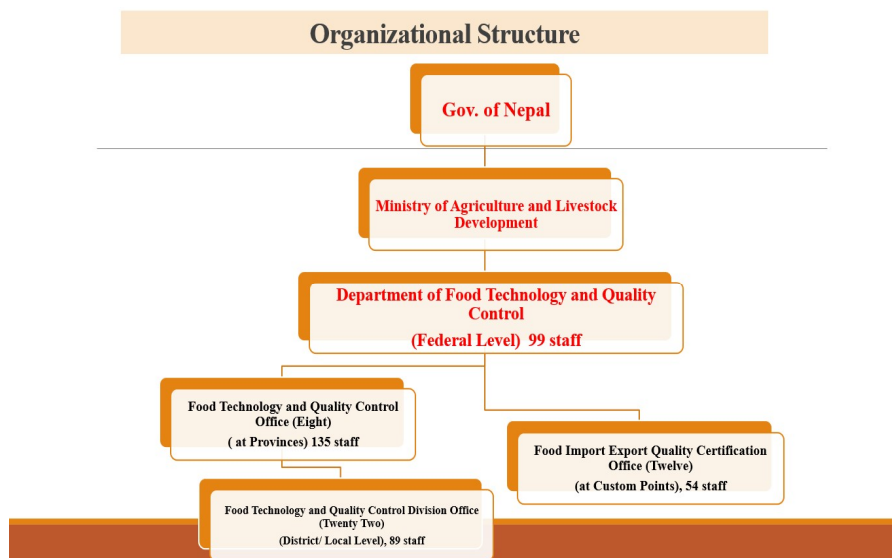 Organizational Structure
Gov. of Nepal
Ministry of Agriculture and Livestock
Development
Department of Food Technology and Quality
Control
(Federal Level) 99 staff
Food Technology and Quality Control
Office (Eight)
( at Provinces) 135 staff
Food Import Export Quality Certification
Office (Twelve)
(at Custom Points), 54 staff
Food Technology and Quality Control Division Office
(Twenty Two)
(District/ Local Level), 89 staff